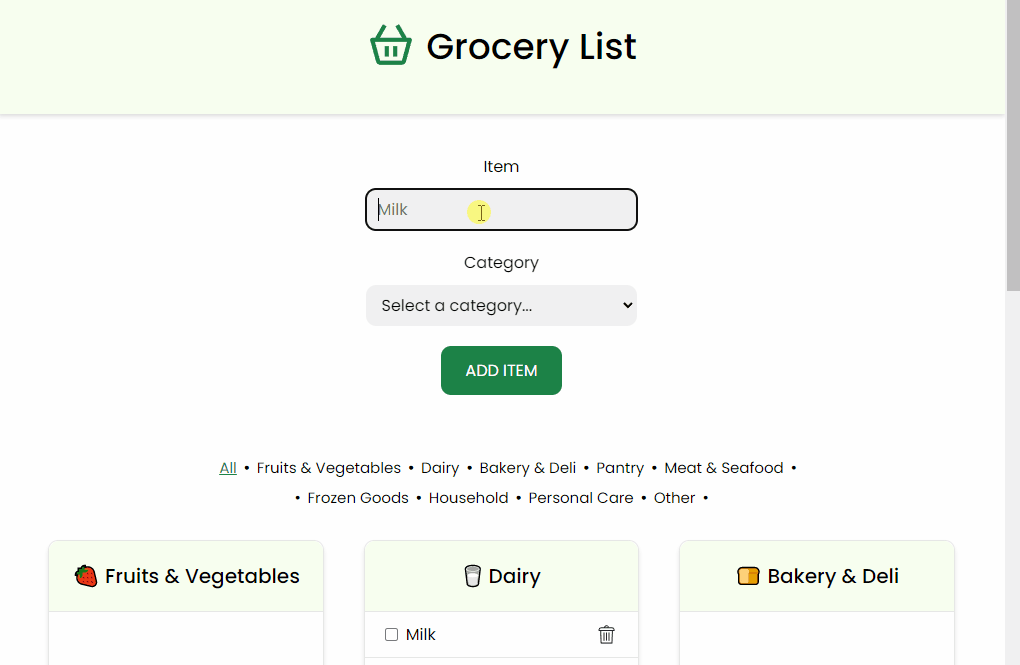 Grocery List
Item
Milk
Category
Select a category...
ADD ITEM
All • Fruits & Vegetables • Dairy • Bakery & Deli • Pantry • Meat & Seafood •
• Frozen Goods • Household • Personal Care • Other •
Fruits & Vegetables
Dairy
Bakery & Deli
Milk